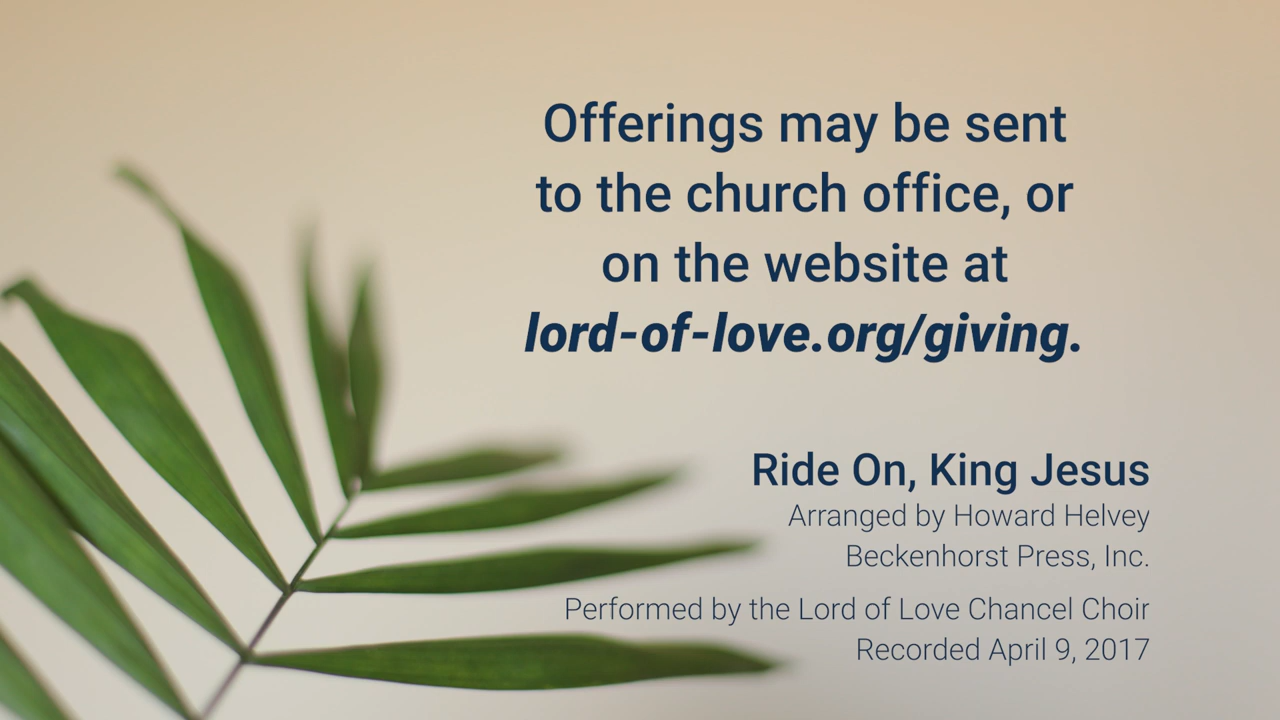 Offerings may be sent
to the church office, or
on the website at
lord-of-love.org/giving.
Ride On, King Jesus
Arranged by Howard Helvey
Beckenhorst Press, Inc.
Performed by the Lord of Love Chancel Choir
Recorded April 9, 2017